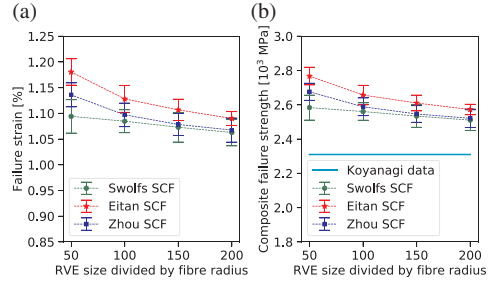 (a)
1.25
1.20
1.15
1.10
1.05
1.00
0.95
0.90
0.85
Failure strain [%]
Swolfs SCF
Eitan SCF
Zhou SCF
50 100 150 200
RVE size divided by fibre radius
(b)
3.0
2.8
2.6
2.4
2.2
2.0
1.8
Composite failure strength [10³ MPa]
Koyanagi data
Swolfs SCF
Eitan SCF
Zhou SCF
50 100 150 200
RVE size divided by fibre radius